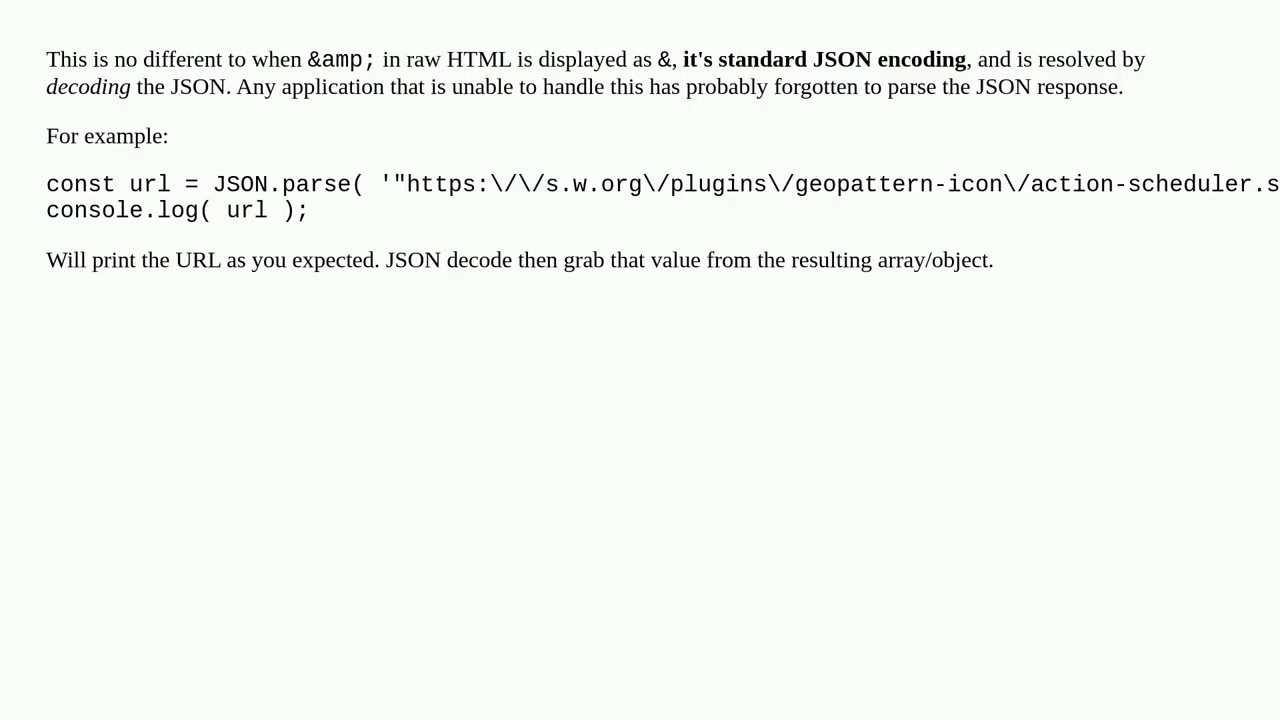 This is no different to when &amp; in raw HTML is displayed as &, it's standard JSON encoding, and is resolved by
decoding the JSON. Any application that is unable to handle this has probably forgotten to parse the JSON response.
For example:
const url = JSON.parse( '"https:\/\/s.w.org\/plugins\/geopattern-icon\/action-scheduler.s
console.log( url );
Will print the URL as you expected. JSON decode then grab that value from the resulting array/object.